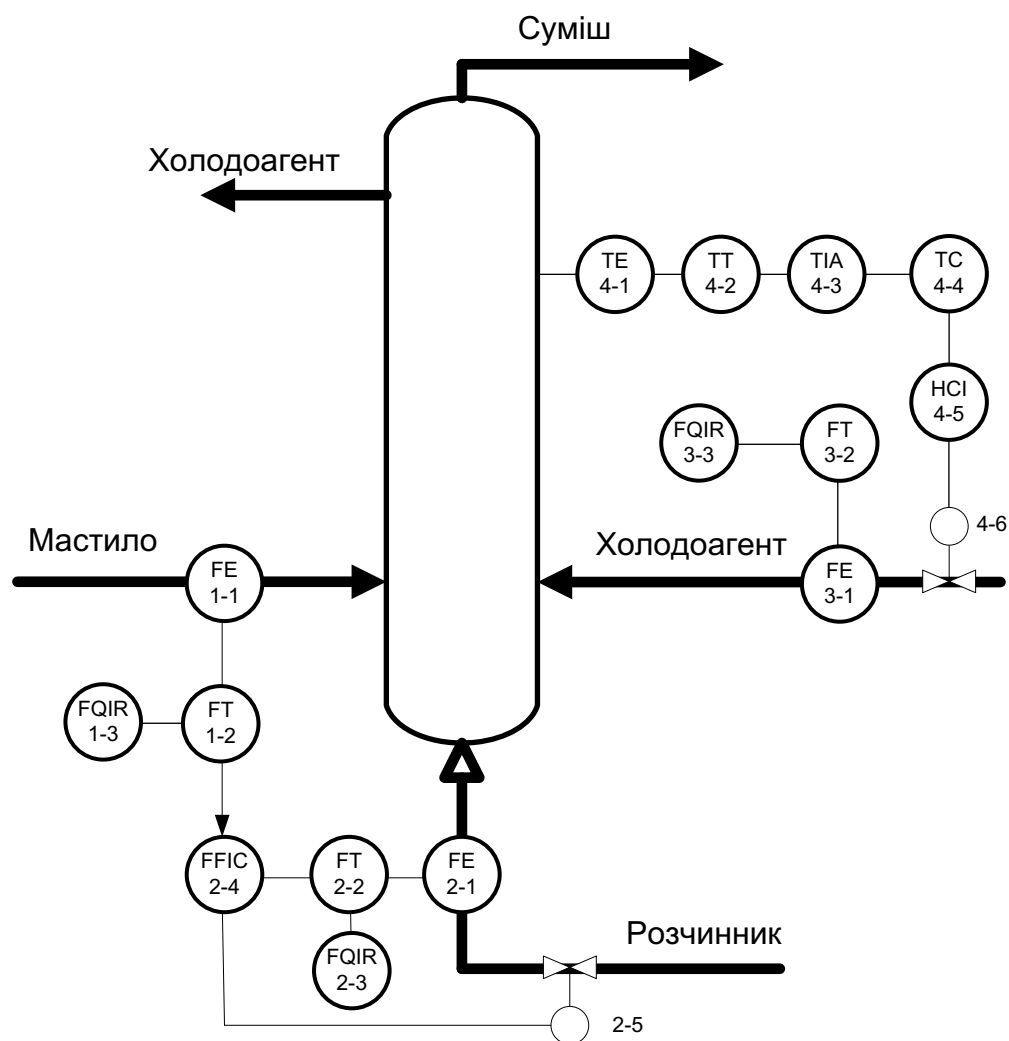 Суміш
Холодоагент
TE
4-1
TT
4-2
TIA
4-3
TC
4-4
HCI
4-5
FQIR
3-3
FT
3-2
4-6
Мастило
Холодоагент
FE
1-1
FE
3-1
FQIR
1-3
FT
1-2
FFIC
2-4
FT
2-2
FE
2-1
FQIR
2-3
Розчинник
2-5